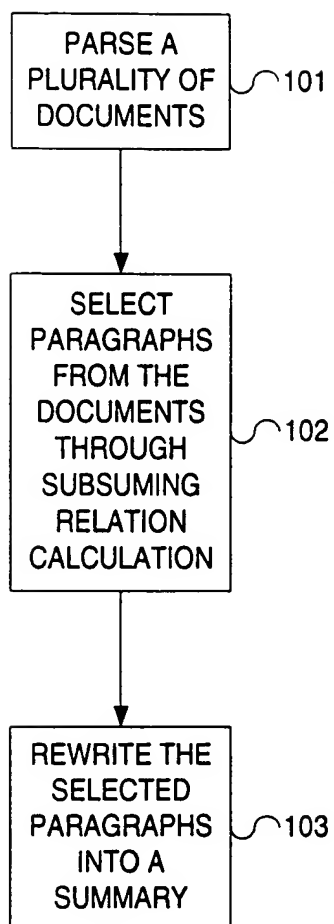 PARSE A
PLURALITY OF
DOCUMENTS
101
SELECT
PARAGRAPHS
FROM THE
DOCUMENTS
THROUGH
SUBSUMING
RELATION
CALCULATION
102
REWRITE THE
SELECTED
PARAGRAPHS
INTO A
SUMMARY
103